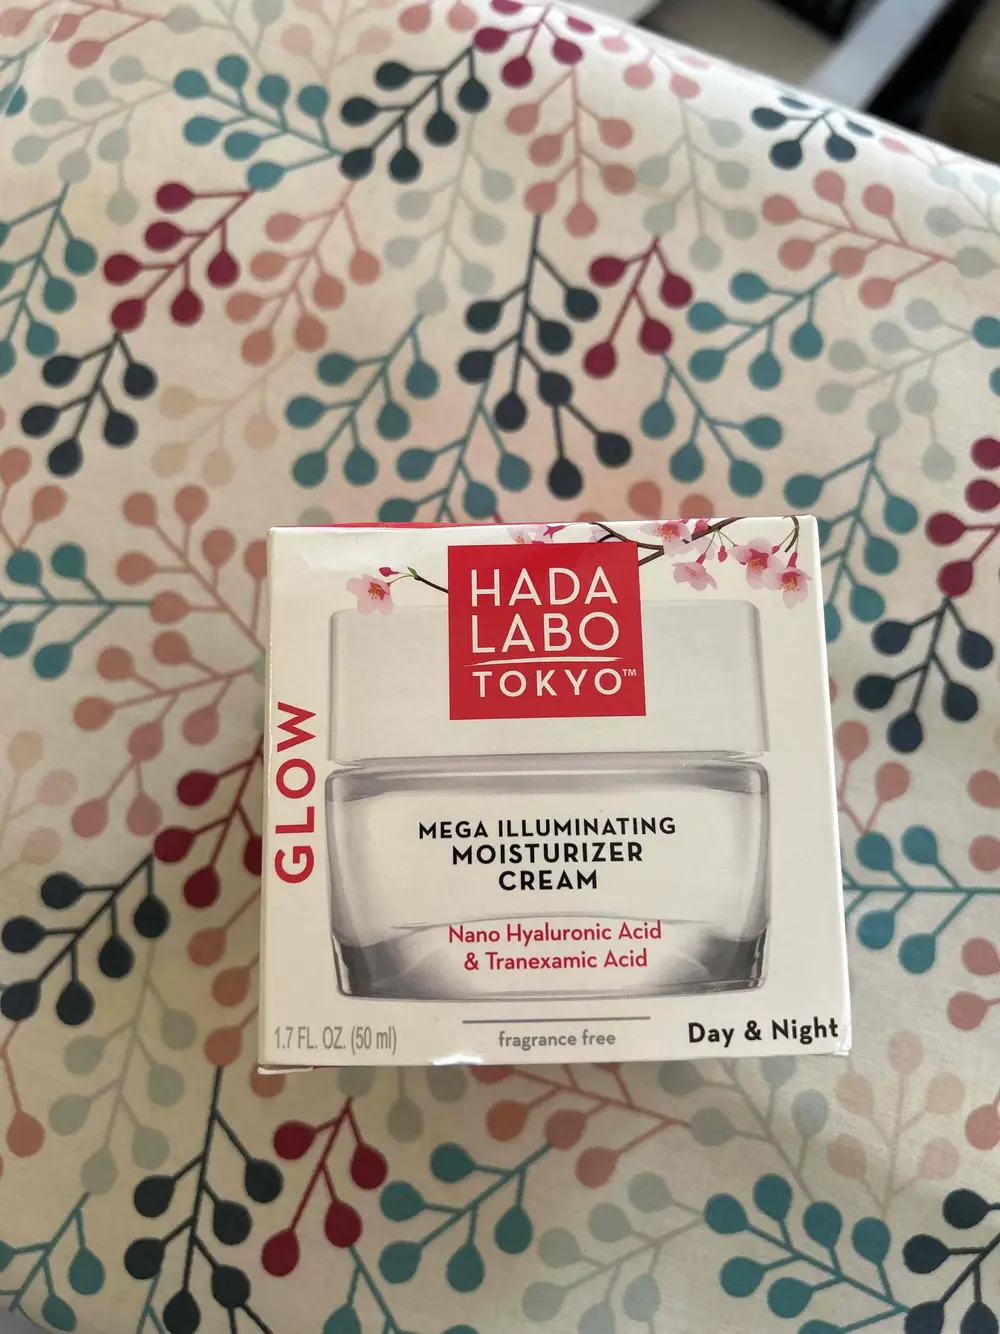 HADA
LABO
TOKYO™
GLOW
MEGA ILLUMINATING
MOISTURIZER
CREAM
Nano Hyaluronic Acid
& Tranexamic Acid
1.7 FL. OZ. (50 ml)
fragrance free
Day & Night